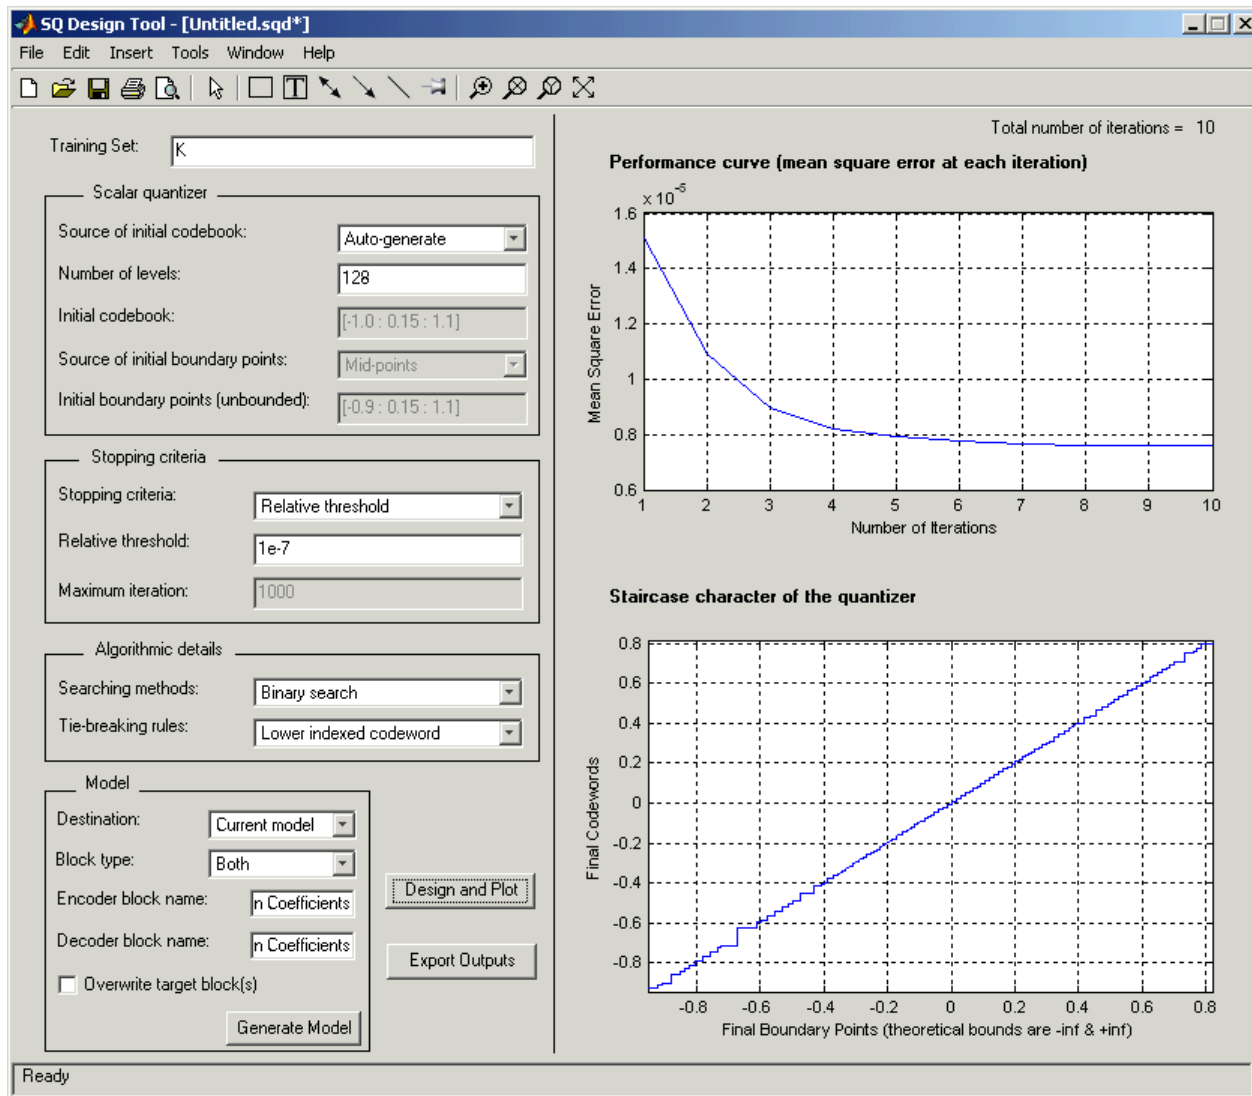 SQ Design Tool - [Untitled.sqd*]
File Edit Insert Tools Window Help
Training Set: K
Scalar quantizer
Source of initial codebook: Auto-generate
Number of levels: 128
Initial codebook: [-1.0 : 0.15 : 1.1]
Source of initial boundary points: Mid-points
Initial boundary points (unbounded): [-0.9 : 0.15 : 1.1]
Stopping criteria
Stopping criteria: Relative threshold
Relative threshold: 1e-7
Maximum iteration: 1000
Algorithmic details
Searching methods: Binary search
Tie-breaking rules: Lower indexed codeword
Model
Destination: Current model
Block type: Both
Encoder block name: n Coefficients
Decoder block name: n Coefficients
Overwrite target block(s)
Generate Model
Design and Plot
Export Outputs
Total number of iterations = 10
Performance curve (mean square error at each iteration)
x 10^-5
1.6
1.4
1.2
1
0.8
0.6
Mean Square Error
1 2 3 4 5 6 7 8 9 10
Number of Iterations
Staircase character of the quantizer
0.8
0.6
0.4
0.2
0
-0.2
-0.4
-0.6
-0.8
Final Codewords
-0.8 -0.6 -0.4 -0.2 0 0.2 0.4 0.6 0.8
Final Boundary Points (theoretical bounds are -inf & +inf)
Ready